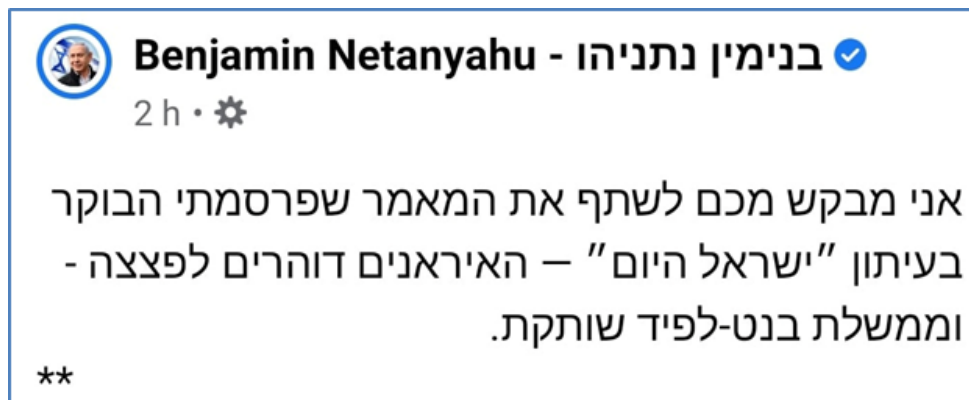 Benjamin Netanyahu - בנימין נתניהו
2 h •
אני מבקש מכם לשתף את המאמר שפרסמתי הבוקר
בעיתון ״ישראל היום״ – האיראנים דוהרים לפצצה -
וממשלת בנט-לפיד שותקת.
**